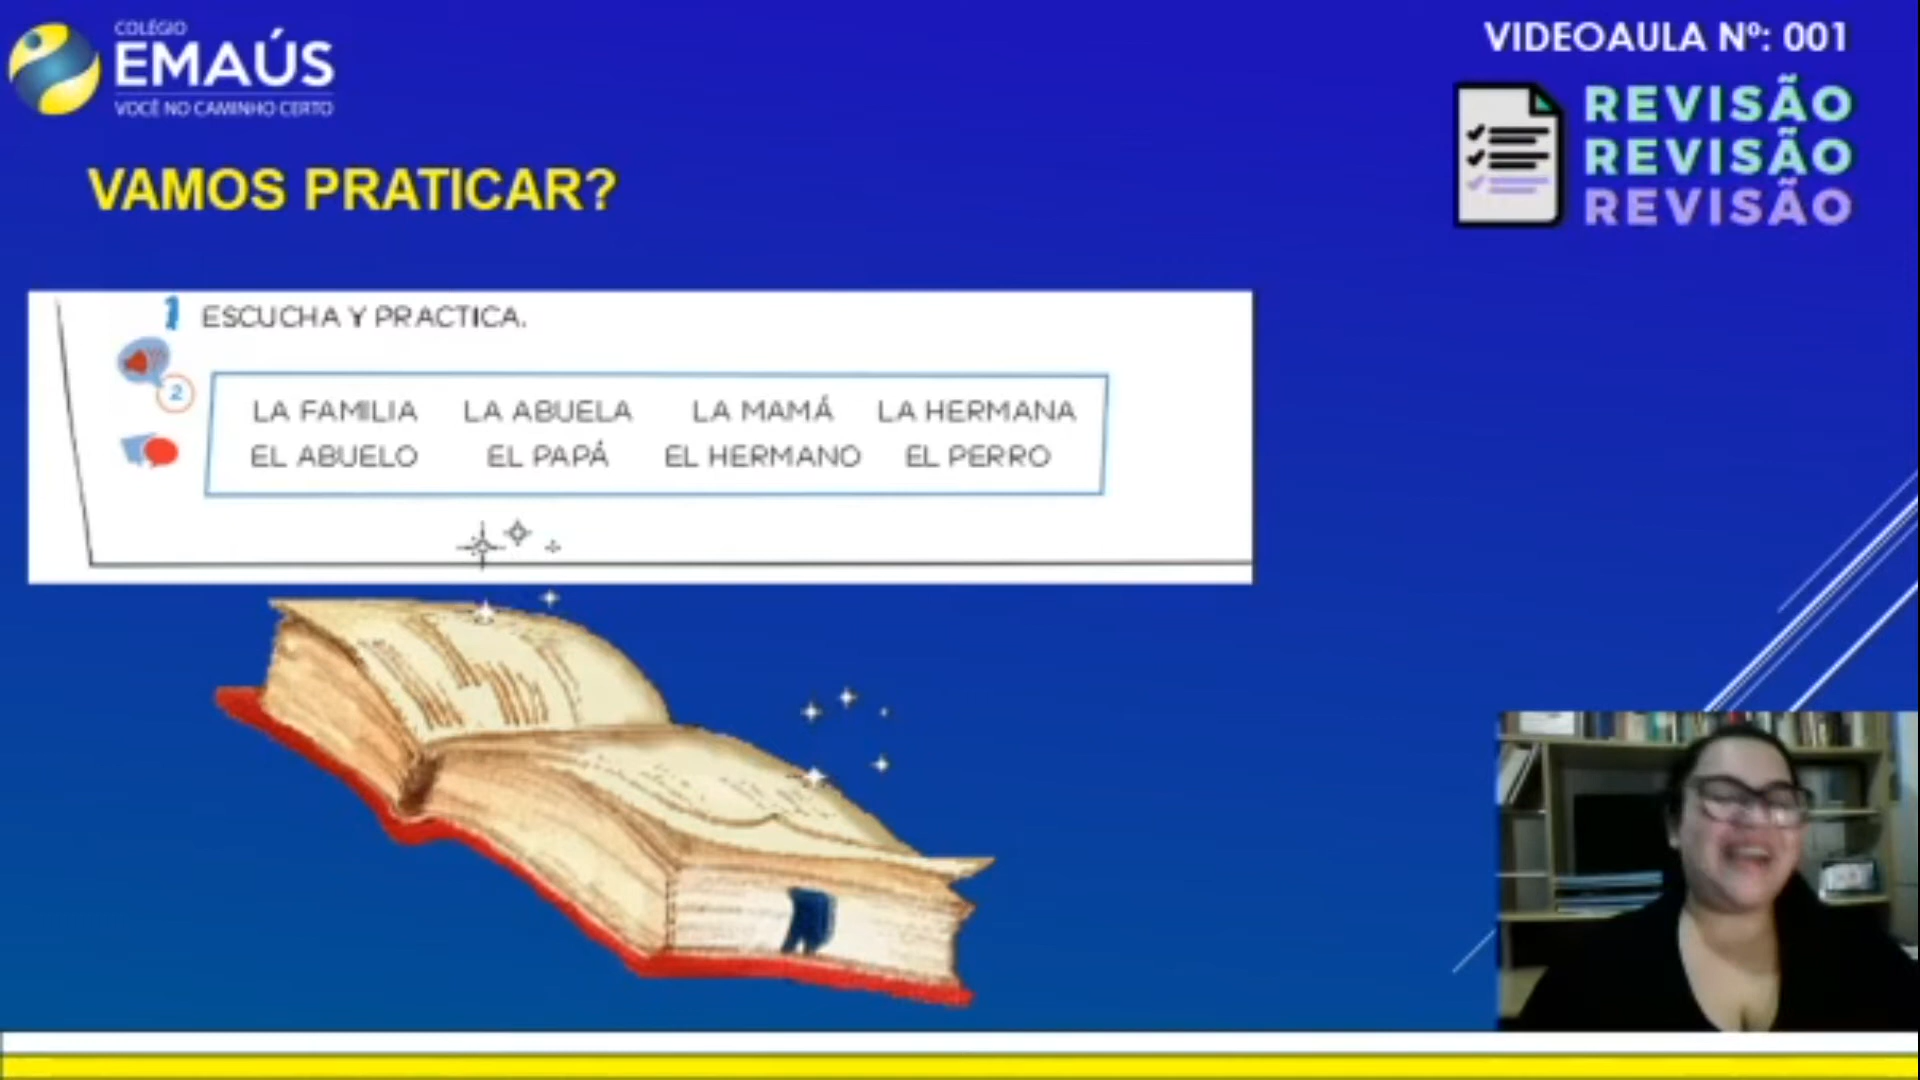 COLÉGIO
EMAÚS
VOCÊ NO CAMINHO CERTO
VIDEOAULA Nº: 001
REVISÃO
REVISÃO
REVISÃO
VAMOS PRATICAR?
1 ESCUCHA Y PRACTICA.
2
LA FAMILIA LA ABUELA LA MAMÁ LA HERMANA
EL ABUELO EL PAPÁ EL HERMANO EL PERRO